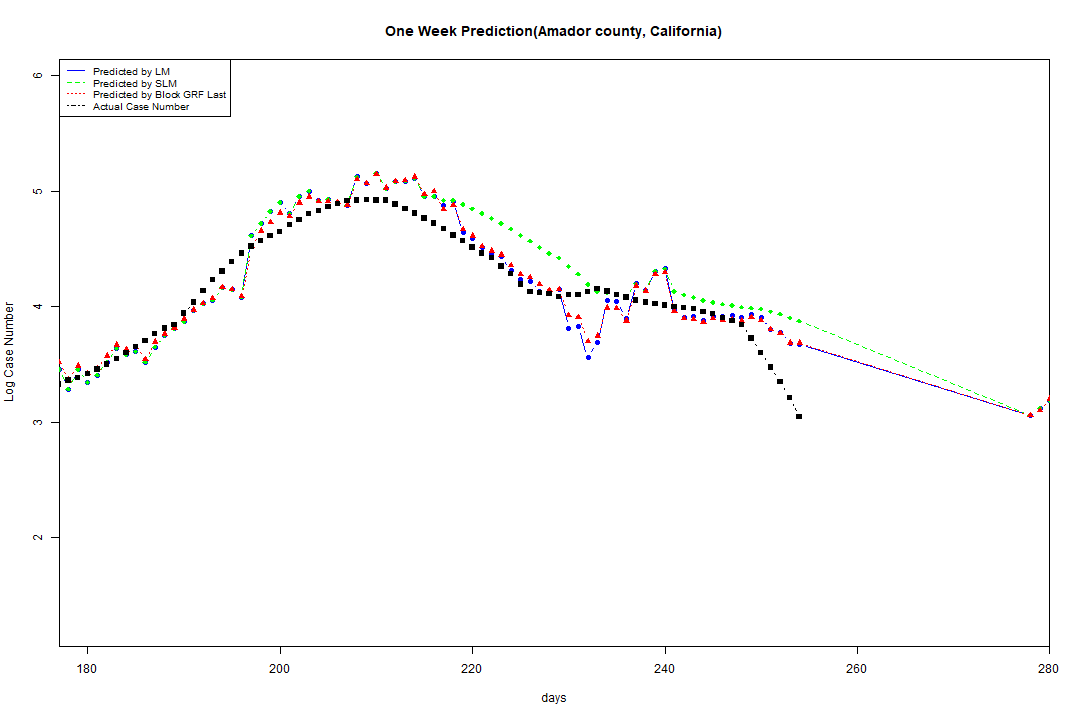 One Week Prediction(Amador county, California)
Predicted by LM
Predicted by SLM
Predicted by Block GRF Last
Actual Case Number
6
5
4
3
2
Log Case Number
180 200 220 240 260 280
days